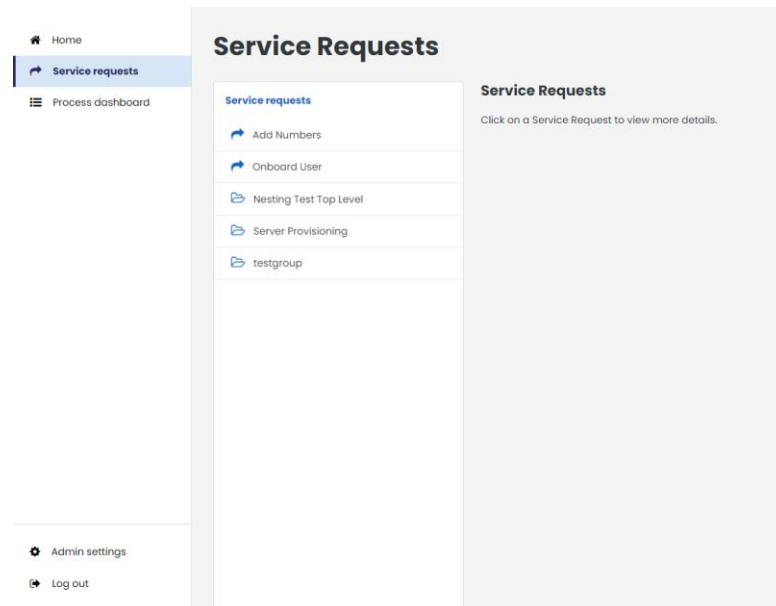 Home
Service requests
Process dashboard
Admin settings
Log out
Service Requests
Service requests
Add Numbers
Onboard User
Nesting Test Top Level
Server Provisioning
testgroup
Service Requests
Click on a Service Request to view more details.